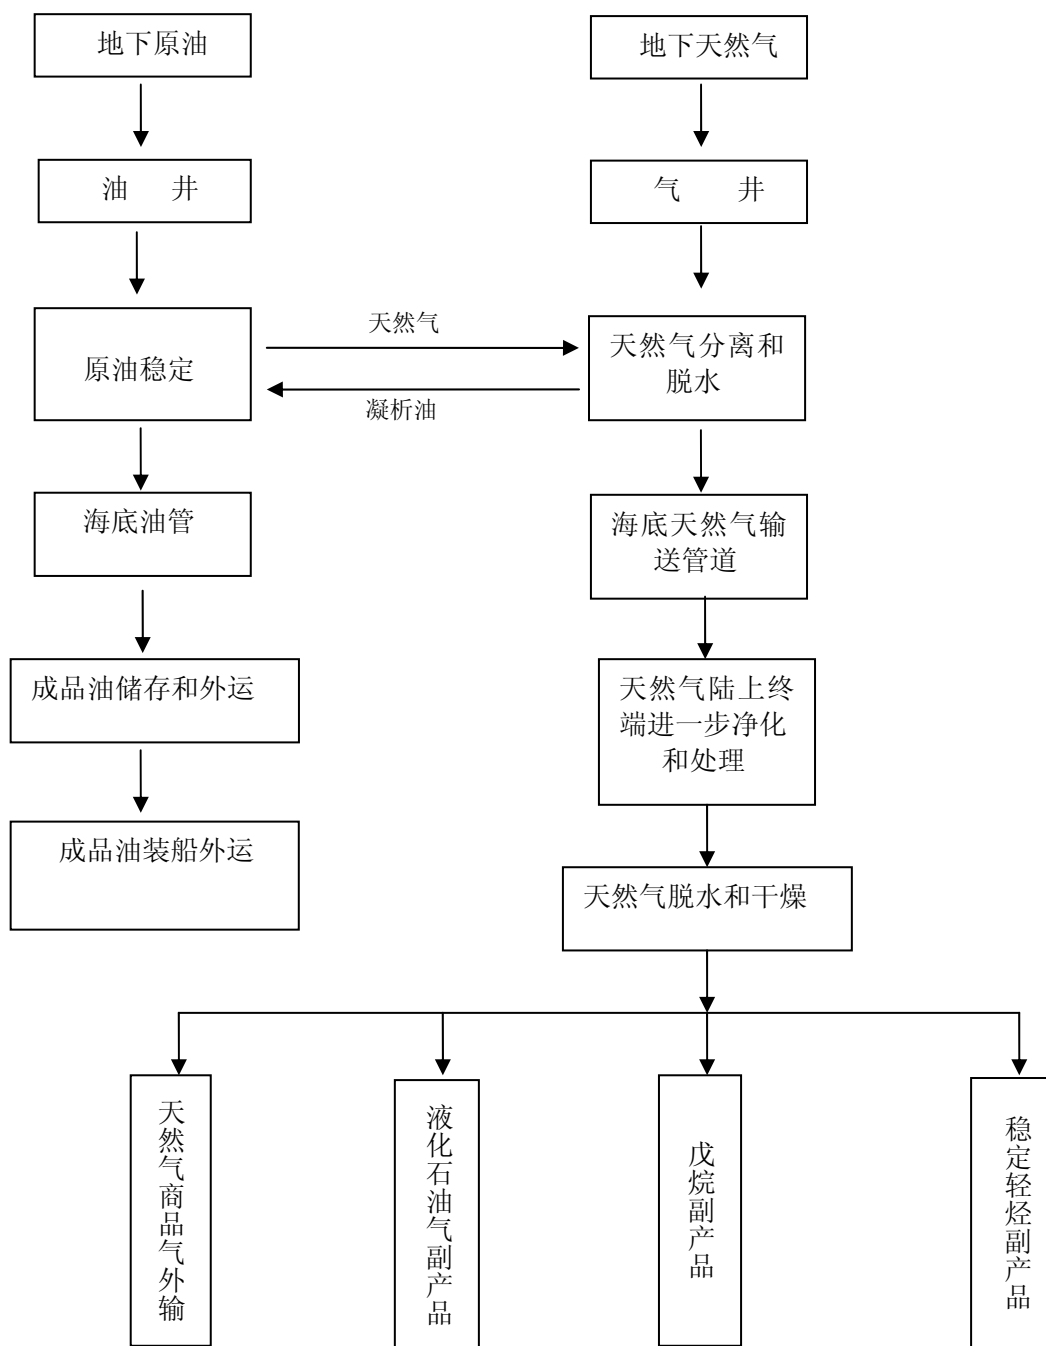 地下原油
地下天然气
油 井
气 井
天然气
原油稳定
天然气分离和
脱水
凝析油
海底油管
海底天然气输
送管道
成品油储存和外运
天然气陆上终
端进一步净化
和处理
成品油装船外运
天然气脱水和干燥
天然气商品气外输
液化石油气副产品
戊烷副产品
稳定轻烃副产品